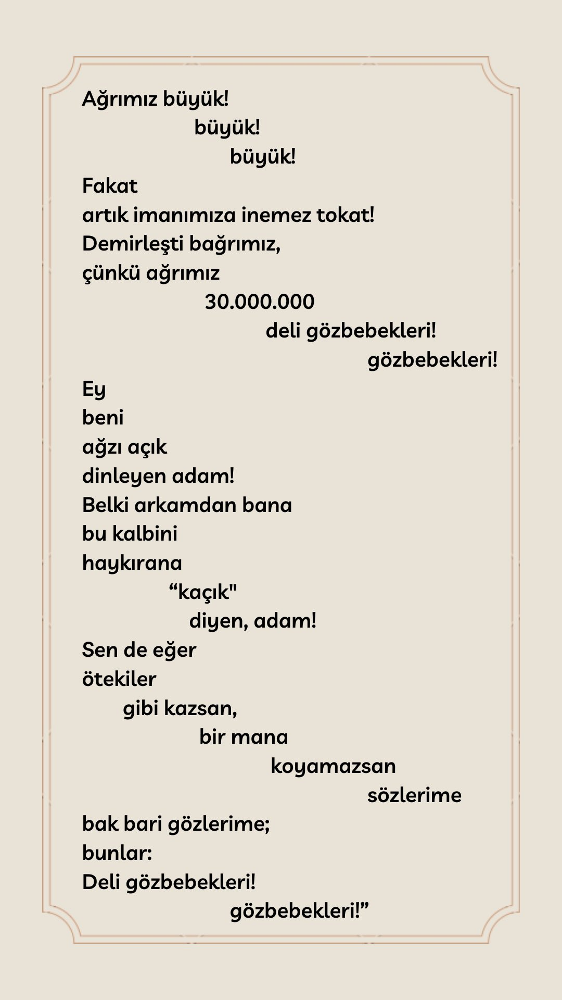 Ağrımız büyük!
büyük!
büyük!
Fakat
artık imanımıza inemez tokat!
Demirleşti bağrımız,
çünkü ağrımız
30.000.000
deli gözbebekleri!
gözbebekleri!
Ey
beni
ağzı açık
dinleyen adam!
Belki arkamdan bana
bu kalbini
haykırana
“kaçık"
diyen, adam!
Sen de eğer
ötekiler
gibi kazsan,
bir mana
koyamazsan
sözlerime
bak bari gözlerime;
bunlar:
Deli gözbebekleri!
gözbebekleri!”